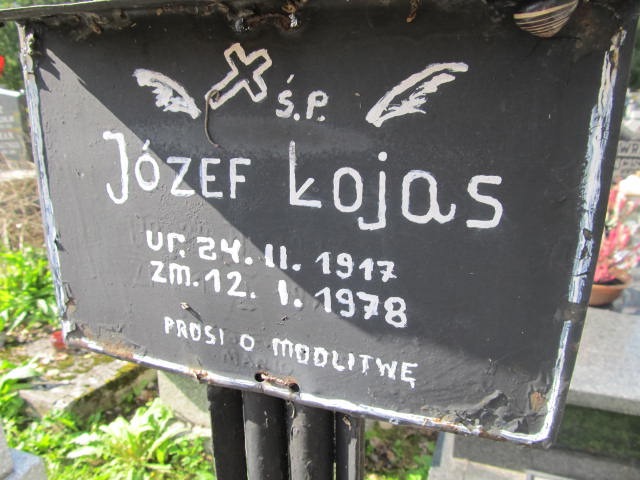 Ś.P.
JÓZEF Łojas
ur. 24. II. 1917
zm. 12. I. 1978
PROSI O MODLITWĘ